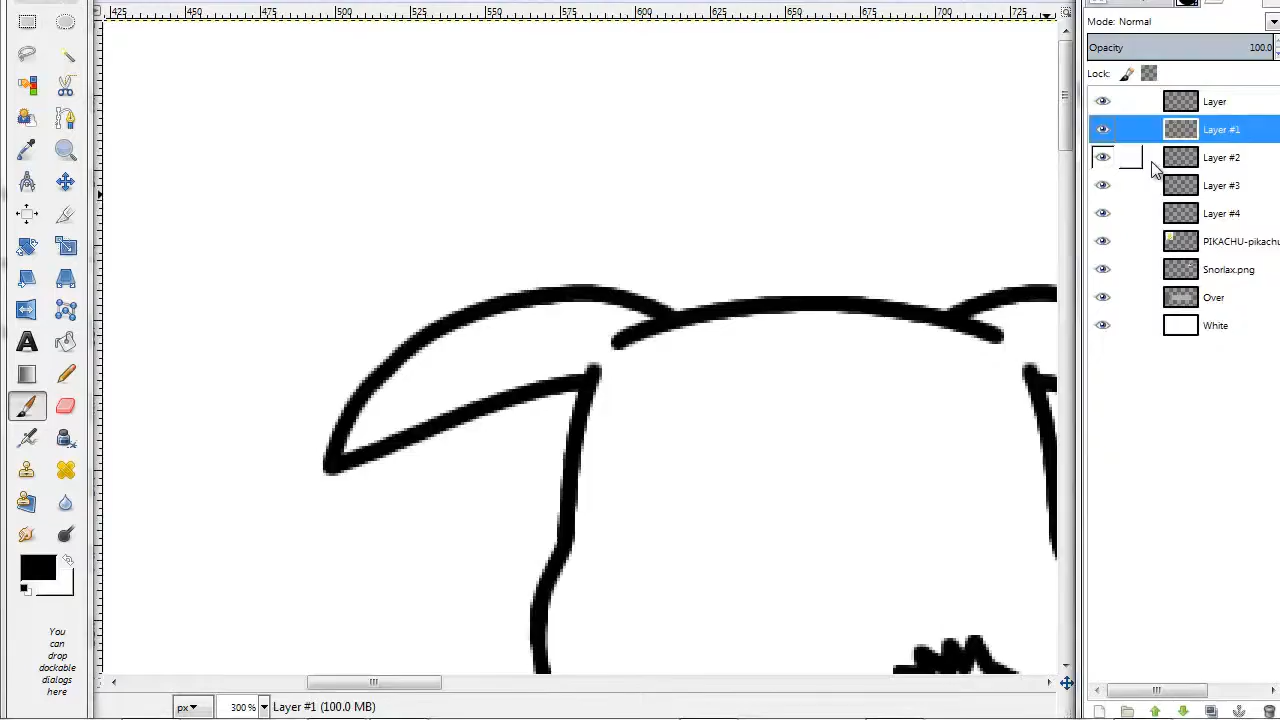 425 450 475 500 525 550 575 600 625 650 675 700 725
Mode: Normal
Opacity 100.0
Lock:
Layer
Layer #1
Layer #2
Layer #3
Layer #4
PIKACHU-pikachu
Snorlax.png
Over
White
You
can
drop
dockable
dialogs
here
px 300 % Layer #1 (100.0 MB)